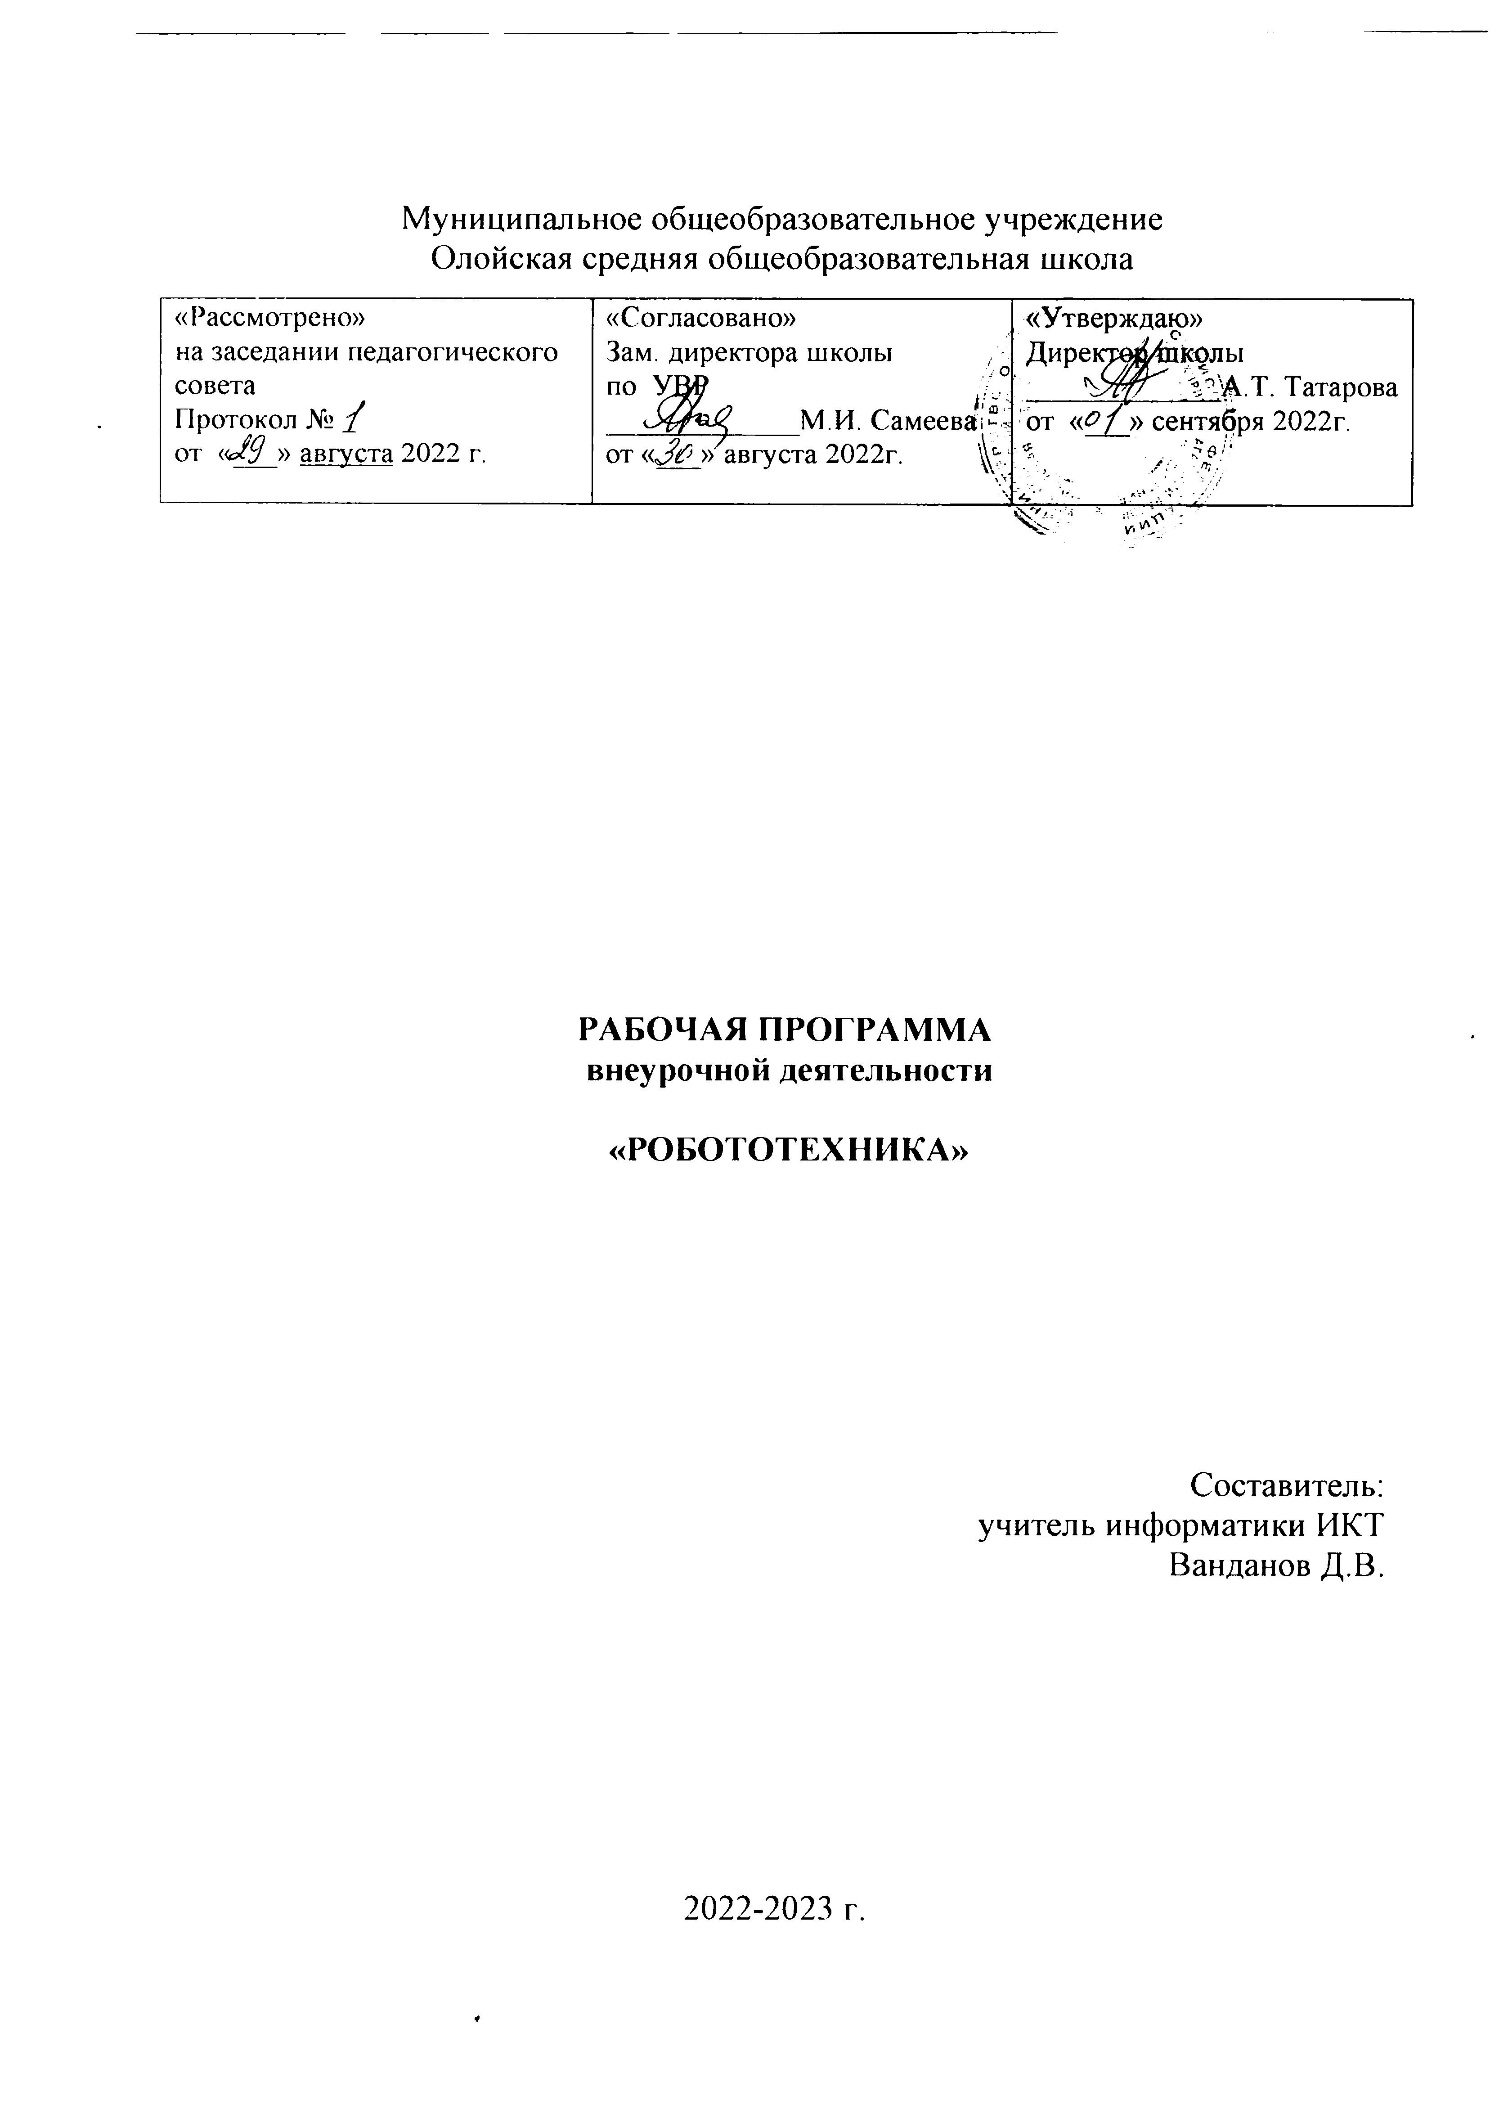 Муниципальное общеобразовательное учреждение
Олойская средняя общеобразовательная школа
«Рассмотрено»
на заседании педагогического
совета
Протокол № 1
от «29» августа 2022 г.
«Согласовано»
Зам. директора школы
по УВР
М.И. Самеева
от «30» августа 2022г.
«Утверждаю»
Директор школы
А.Т. Татарова
от «01» сентября 2022г.
РАБОЧАЯ ПРОГРАММА
внеурочной деятельности
«РОБОТОТЕХНИКА»
Составитель:
учитель информатики ИКТ
Ванданов Д.В.
2022-2023 г.